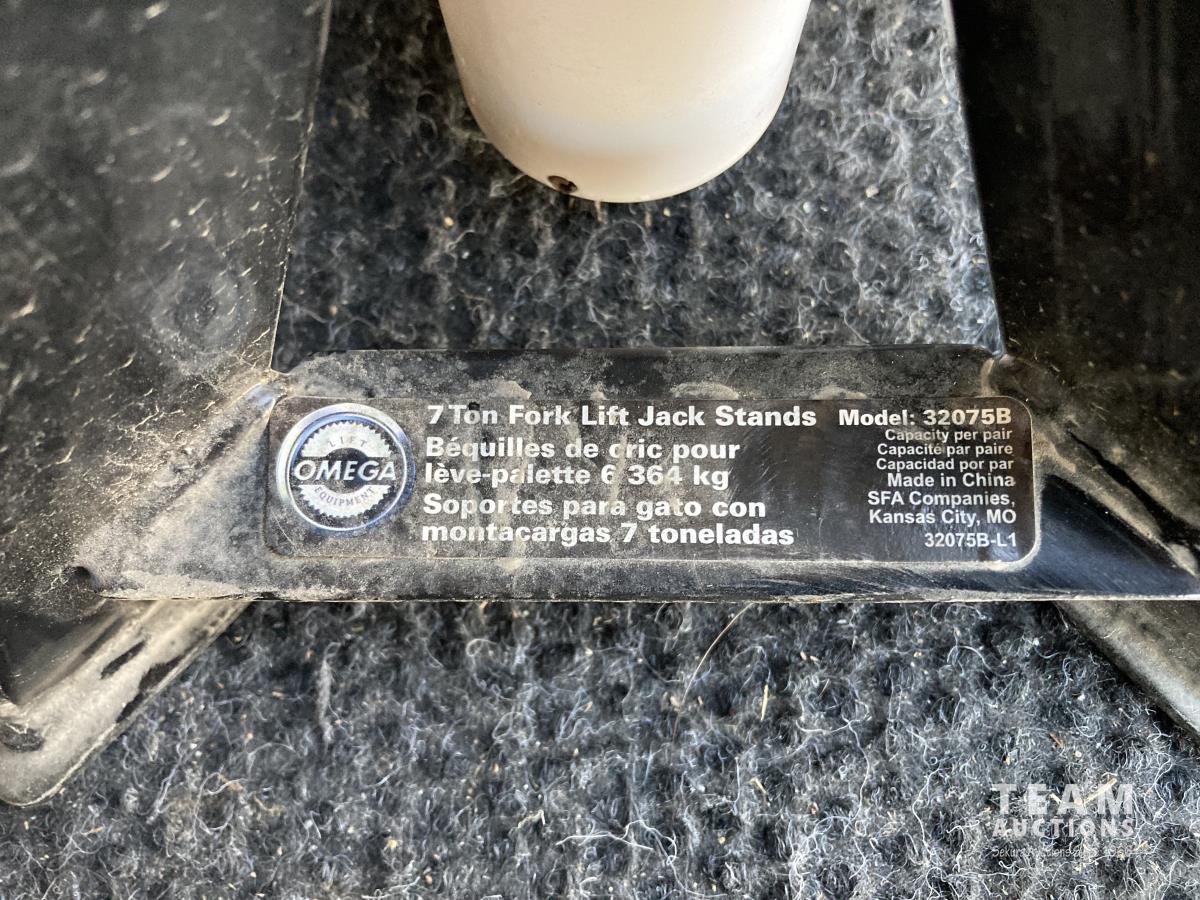 LIFT
OMEGA
EQUIPMENT
7 Ton Fork Lift Jack Stands
Béquilles de cric pour
lève-palette 6 364 kg
Soportes para gato con
montacargas 7 toneladas
Model: 32075B
Capacity per pair
Capacité par paire
Capacidad por par
Made in China
SFA Companies,
Kansas City, MO
32075B-L1
TEAM
AUCTIONS